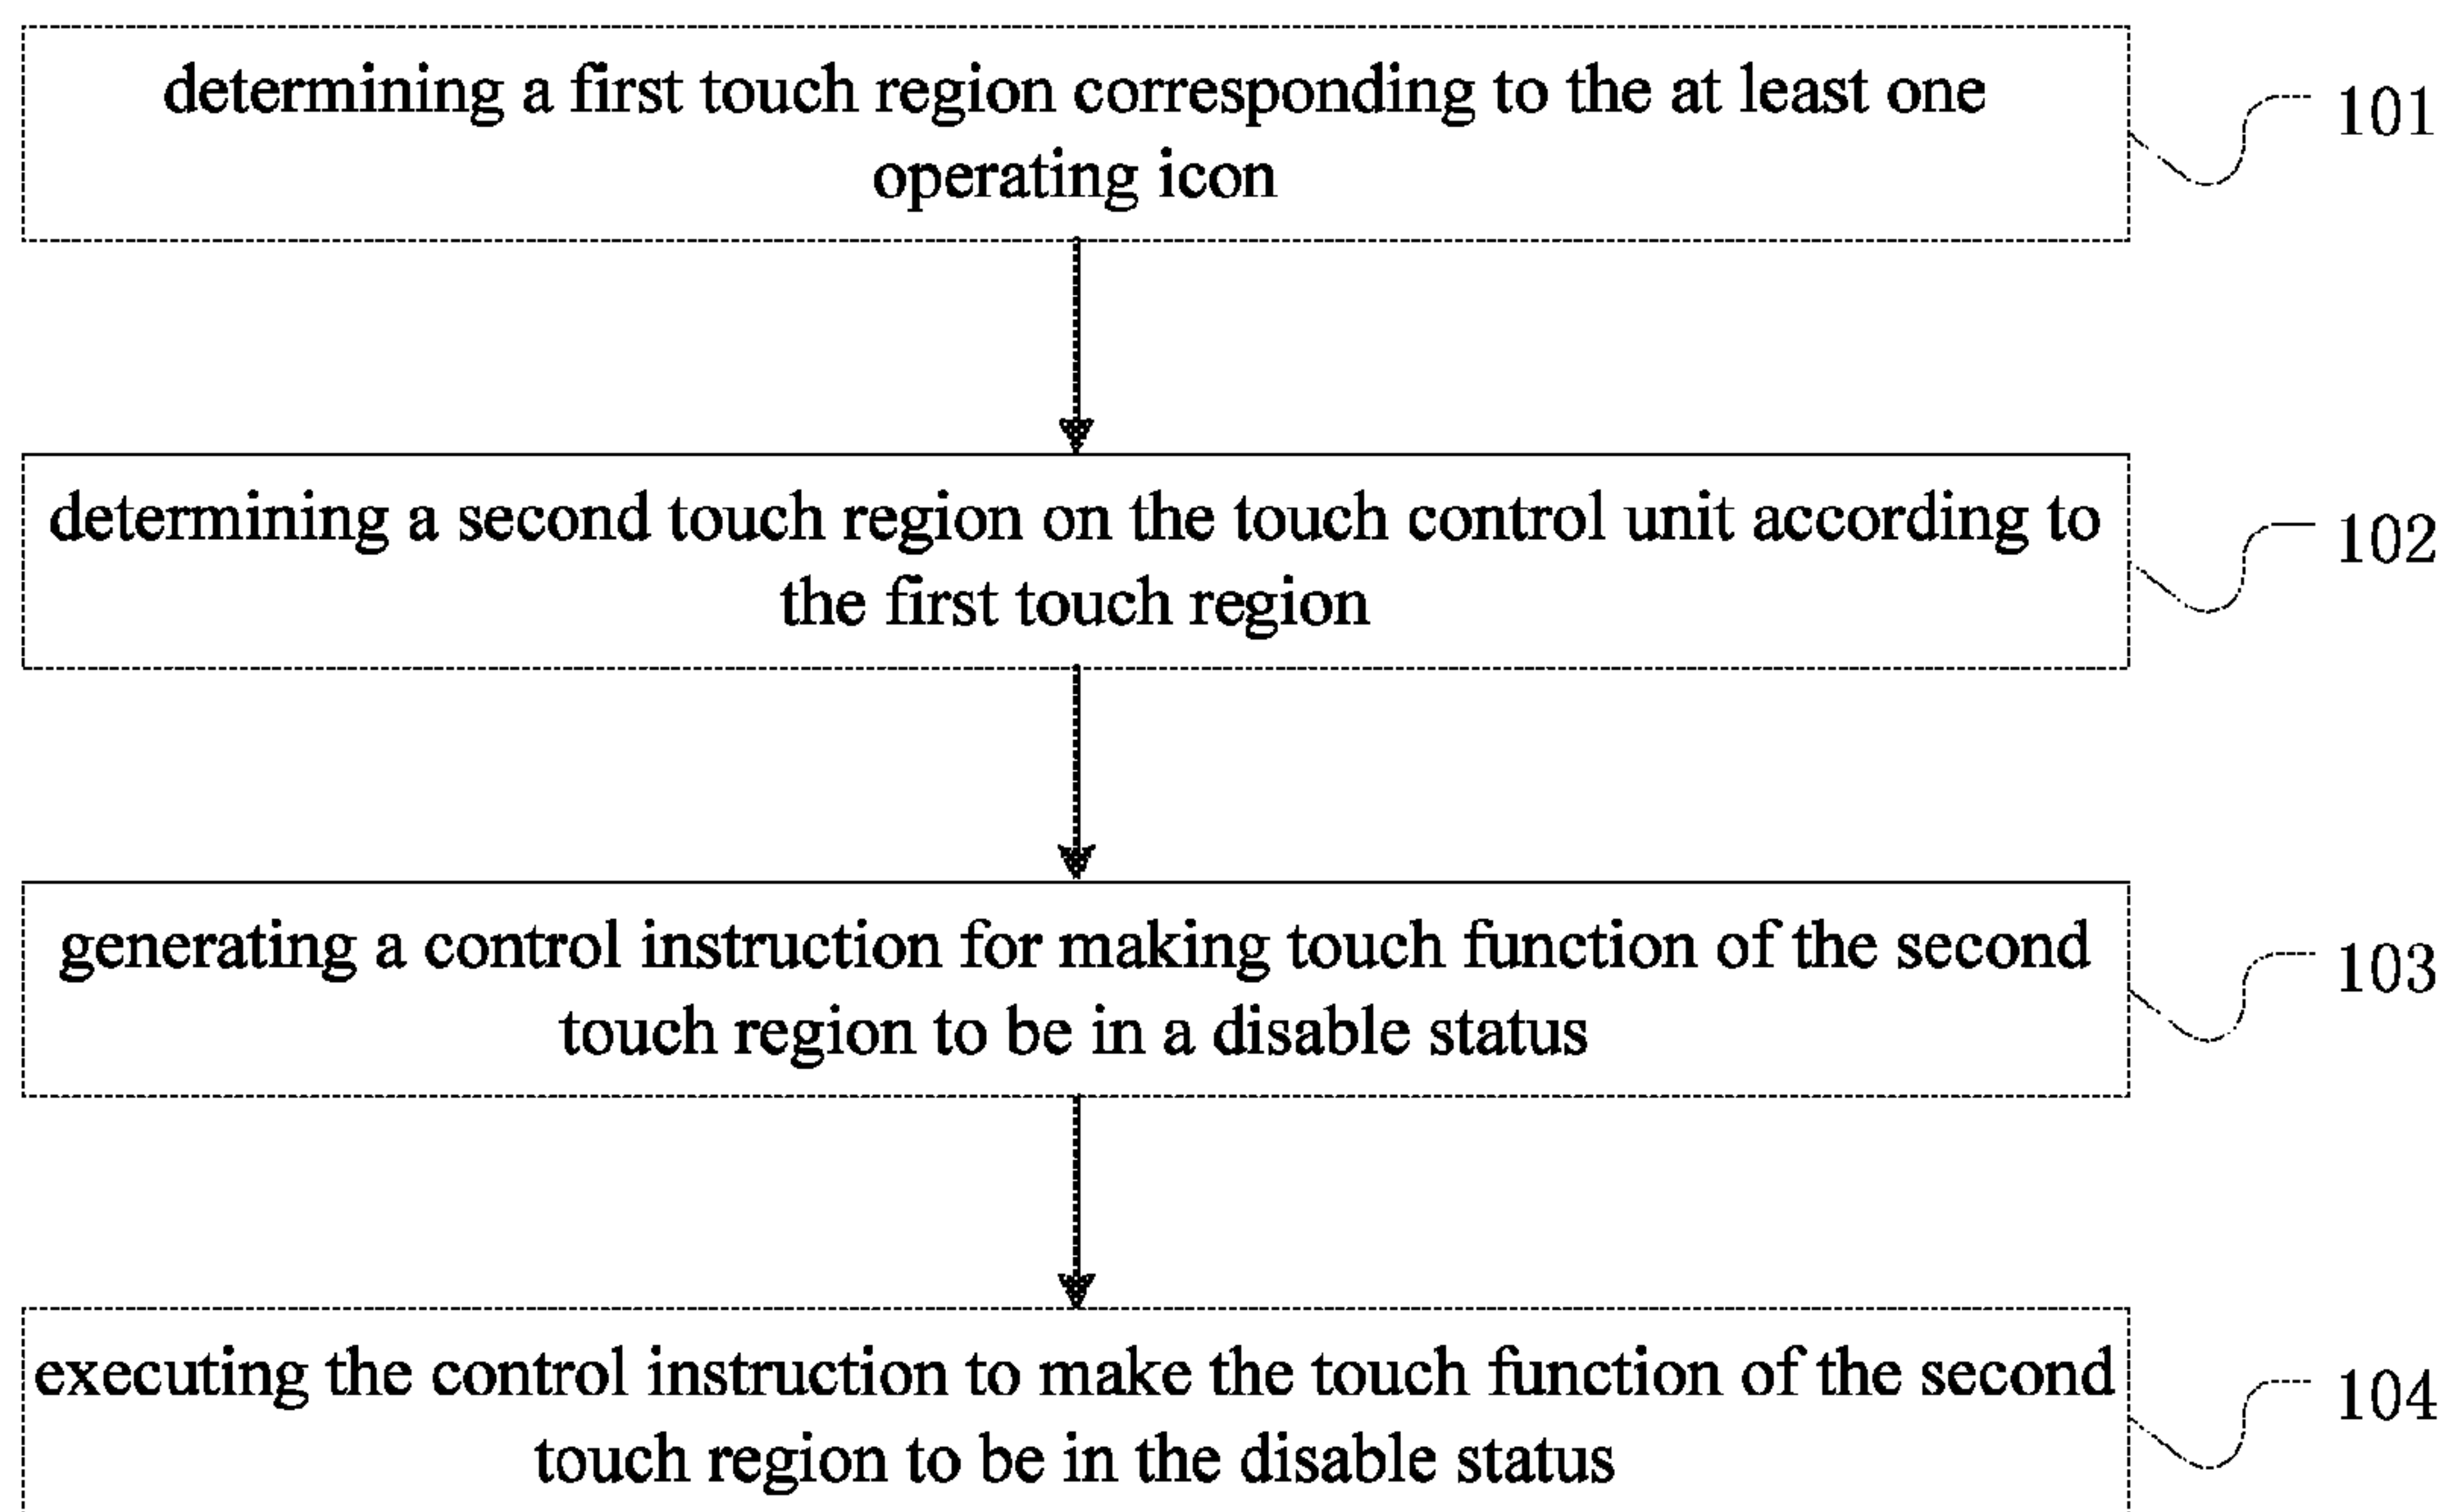 determining a first touch region corresponding to the at least one
operating icon
101
determining a second touch region on the touch control unit according to
the first touch region
102
generating a control instruction for making touch function of the second
touch region to be in a disable status
103
executing the control instruction to make the touch function of the second
touch region to be in the disable status
104